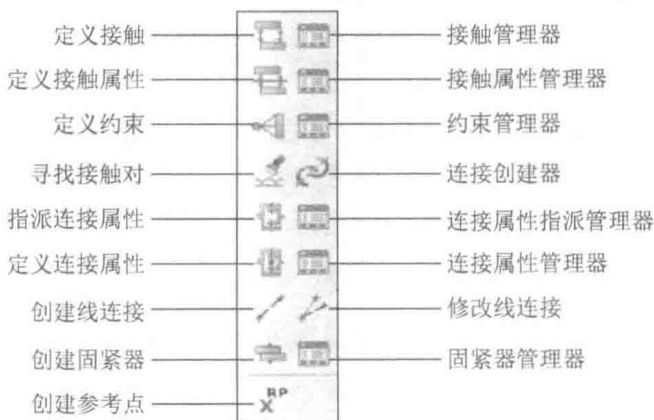 定义接触 接触管理器
定义接触属性 接触属性管理器
定义约束 约束管理器
寻找接触对 连接创建器
指派连接属性 连接属性指派管理器
定义连接属性 连接属性管理器
创建线连接 修改线连接
创建固紧器 固紧器管理器
RP
创建参考点 X